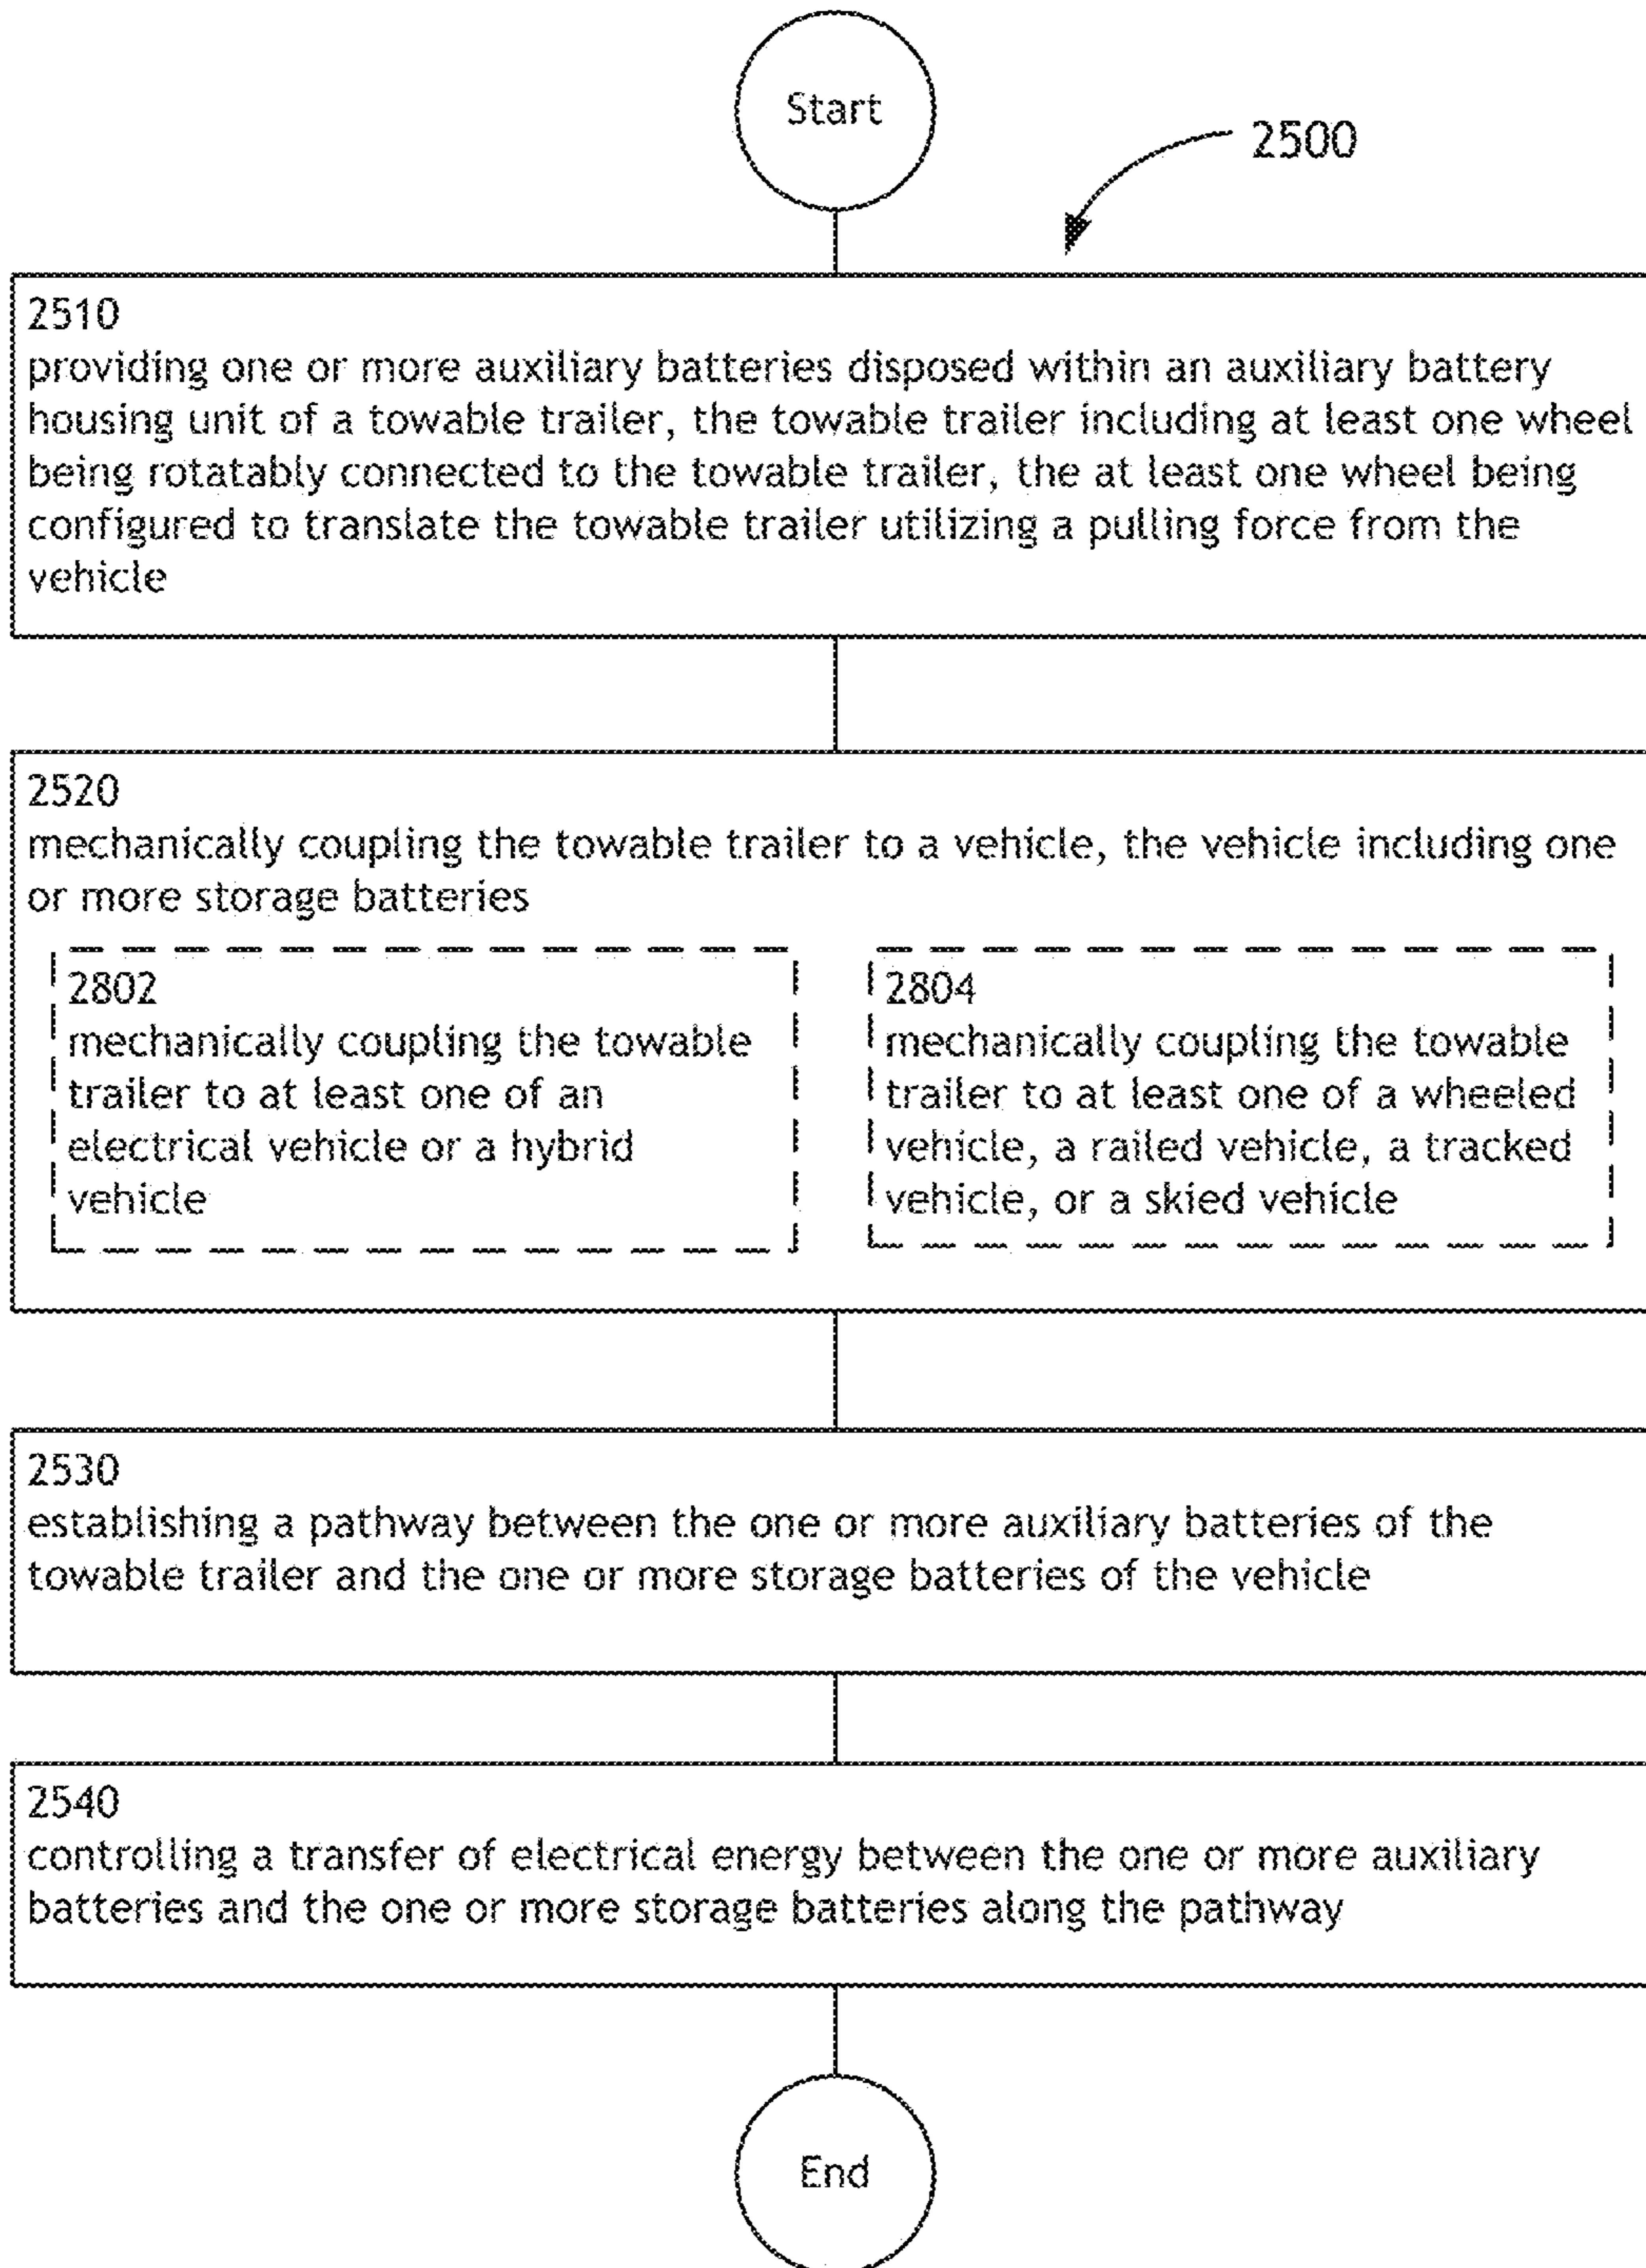 Start
2500
2510
providing one or more auxiliary batteries disposed within an auxiliary battery
housing unit of a towable trailer, the towable trailer including at least one wheel
being rotatably connected to the towable trailer, the at least one wheel being
configured to translate the towable trailer utilizing a pulling force from the
vehicle
2520
mechanically coupling the towable trailer to a vehicle, the vehicle including one
or more storage batteries
2802
mechanically coupling the towable
trailer to at least one of an
electrical vehicle or a hybrid
vehicle
2804
mechanically coupling the towable
trailer to at least one of a wheeled
vehicle, a railed vehicle, a tracked
vehicle, or a skied vehicle
2530
establishing a pathway between the one or more auxiliary batteries of the
towable trailer and the one or more storage batteries of the vehicle
2540
controlling a transfer of electrical energy between the one or more auxiliary
batteries and the one or more storage batteries along the pathway
End